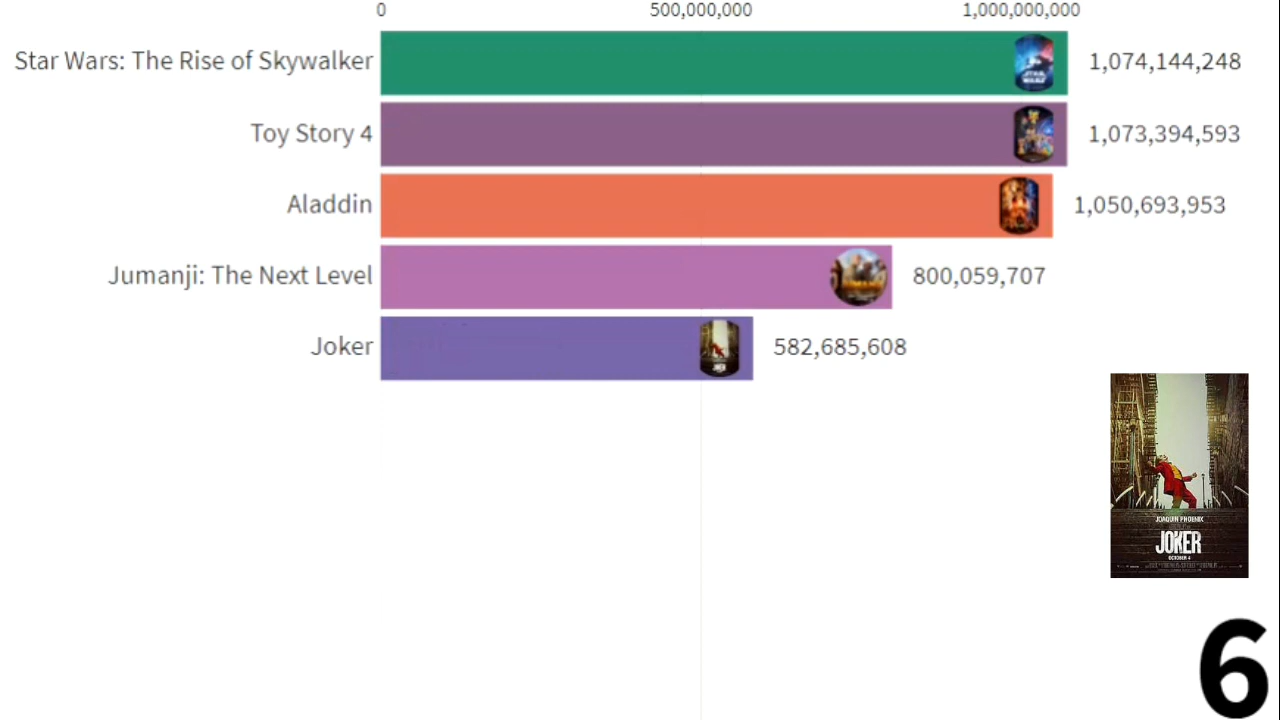 0 500,000,000 1,000,000,000
Star Wars: The Rise of Skywalker 1,074,144,248
Toy Story 4 1,073,394,593
Aladdin 1,050,693,953
Jumanji: The Next Level 800,059,707
Joker 582,685,608
JOAQUIN PHOENIX
JOKER
OCTOBER 4
6